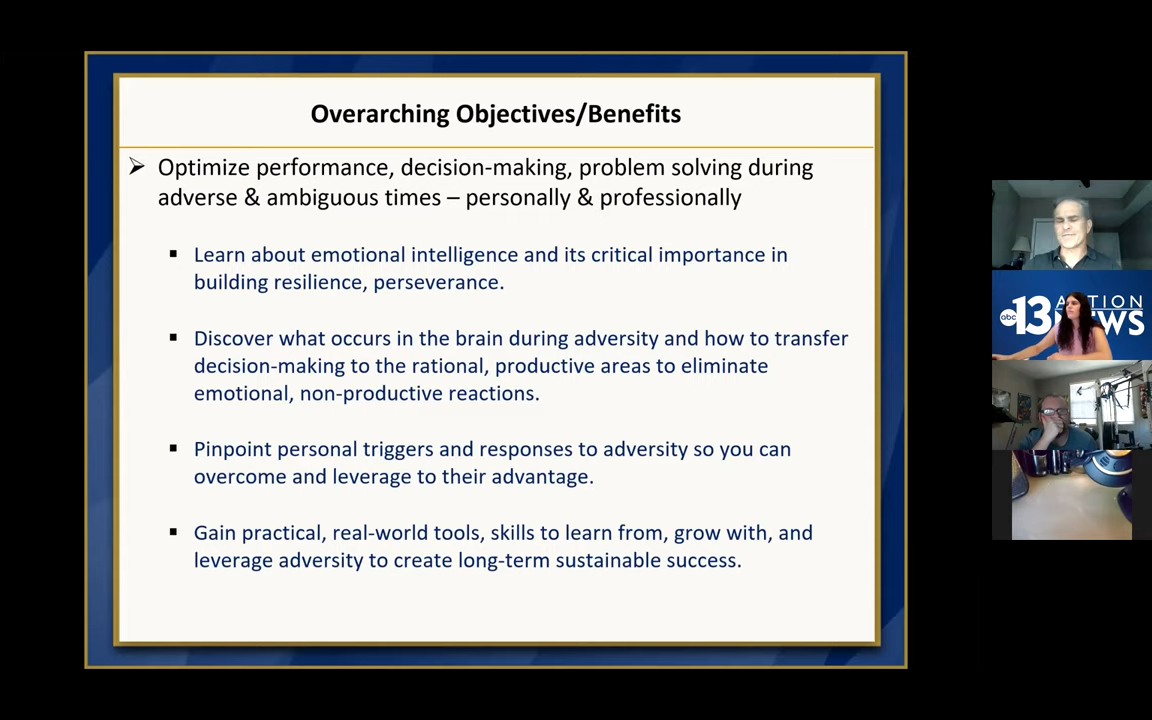 Overarching Objectives/Benefits
➢ Optimize performance, decision-making, problem solving during
adverse & ambiguous times – personally & professionally
▪ Learn about emotional intelligence and its critical importance in
building resilience, perseverance.
▪ Discover what occurs in the brain during adversity and how to transfer
decision-making to the rational, productive areas to eliminate
emotional, non-productive reactions.
▪ Pinpoint personal triggers and responses to adversity so you can
overcome and leverage to their advantage.
▪ Gain practical, real-world tools, skills to learn from, grow with, and
leverage adversity to create long-term sustainable success.
abc 13